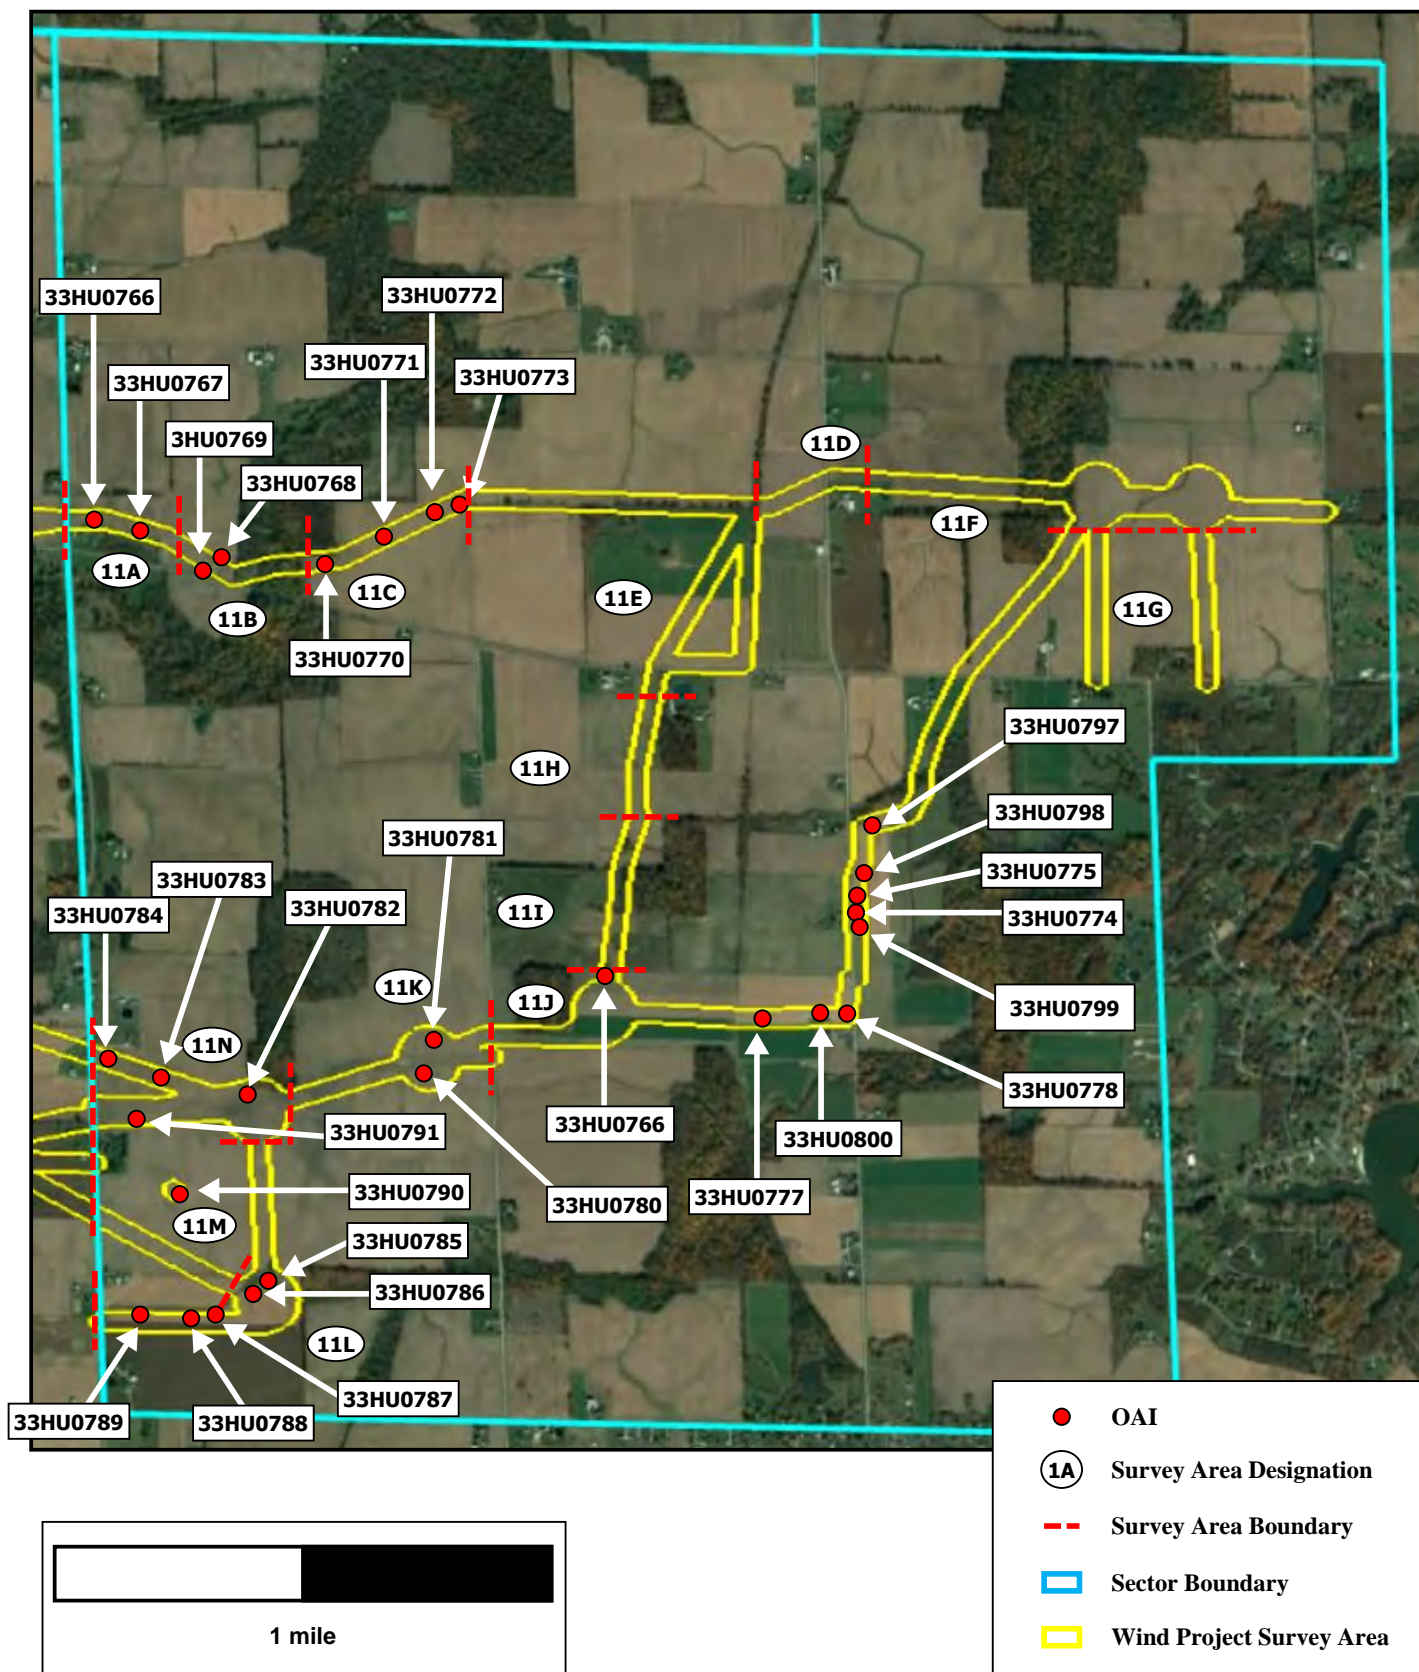 33HU0766
33HU0772
33HU0771
33HU0773
33HU0767
3HU0769
33HU0768
11D
11F
11A
11B
11C
11E
11G
33HU0770
33HU0797
11H
33HU0798
33HU0781
33HU0775
33HU0783
33HU0784
33HU0782
11I
33HU0774
11K
11J
33HU0799
11N
33HU0778
33HU0766
33HU0791
33HU0800
33HU0790
33HU0780
33HU0777
11M
33HU0785
33HU0786
11L
33HU0787
33HU0789
33HU0788
OAI
1A Survey Area Designation
Survey Area Boundary
Sector Boundary
Wind Project Survey Area
1 mile